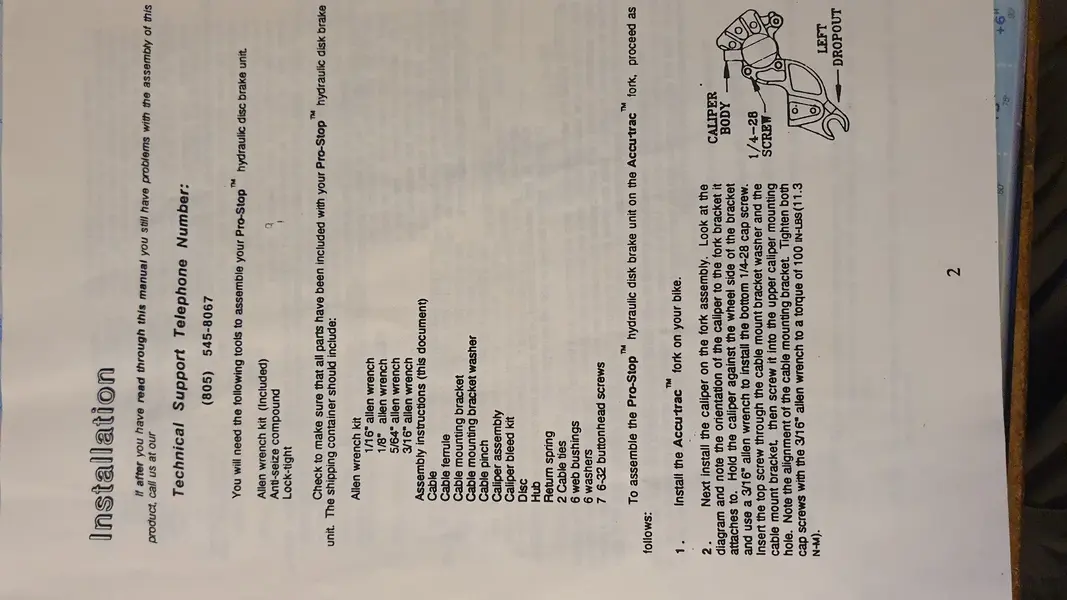 Installation
If after you have read through this manual you still have problems with the assembly of this
product, call us at our
Technical Support Telephone Number:
(805) 545-8067
You will need the following tools to assemble your Pro-Stop™ hydraulic disc brake unit.
Allen wrench kit (Included)
Anti-seize compound
Lock-tight
Check to make sure that all parts have been included with your Pro-Stop™ hydraulic disk brake
unit. The shipping container should include:
Allen wrench kit
1/16" allen wrench
1/8" allen wrench
5/64" allen wrench
3/16" allen wrench
Assembly instructions (this document)
Cable
Cable ferrule
Cable mounting bracket
Cable mounting bracket washer
Cable pinch
Caliper assembly
Caliper bleed kit
Disc
Hub
Return spring
2 Cable ties
6 web bushings
6 washers
7 6-32 buttonhead screws
To assemble the Pro-Stop™ hydraulic disk brake unit on the Accu-trac™ fork, proceed as
follows:
1. Install the Accu-trac™ fork on your bike.
2. Next install the caliper on the fork assembly. Look at the
diagram and note the orientation of the caliper to the fork bracket it
attaches to. Hold the caliper against the wheel side of the bracket
and use a 3/16" allen wrench to install the bottom 1/4-28 cap screw.
Insert the top screw through the cable mount bracket washer and the
cable mount bracket, then screw it into the upper caliper mounting
hole. Note the alignment of the cable mounting bracket. Tighten both
cap screws with the 3/16" allen wrench to a torque of 100 IN-LBS (11.3
N-M).
CALIPER
BODY
1/4-28
SCREW
LEFT
DROPOUT
2
+6"